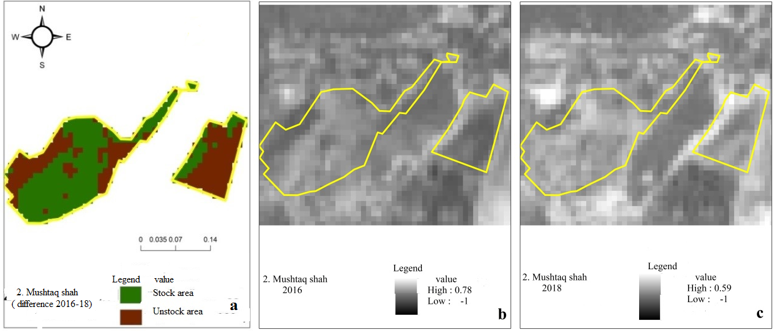 N
W E
S
0 0.035 0.07 0.14
2. Mushtaq shah
( difference 2016-18)
Legend value
Stock area
Unstock area
a
2. Mushtaq shah
2016
Legend
value
High : 0.78
Low : -1
b
2. Mushtaq shah
2018
Legend
value
High : 0.59
Low : -1
c